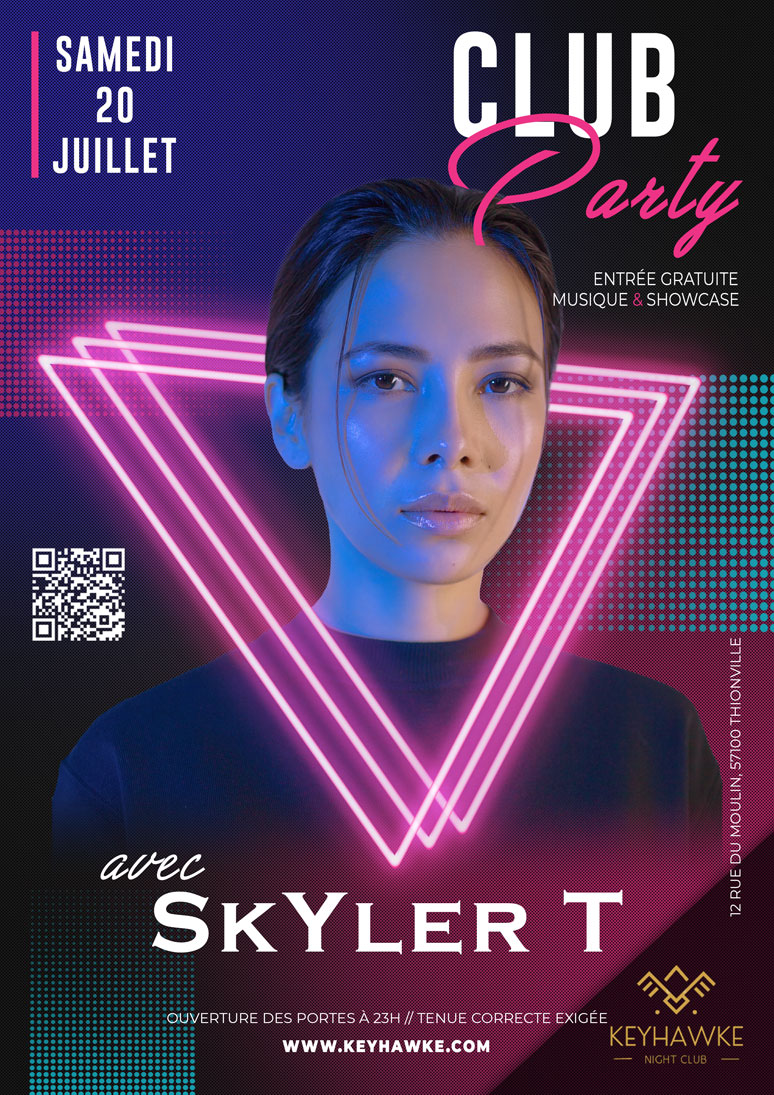 SAMEDI
20
JUILLET
CLUB
Party
ENTRÉE GRATUITE
MUSIQUE & SHOWCASE
12 RUE DU MOULIN, 57100 THIONVILLE
avec
SKYLER T
OUVERTURE DES PORTES À 23H // TENUE CORRECTE EXIGÉE
WWW.KEYHAWKE.COM
KEYHAWKE
NIGHT CLUB